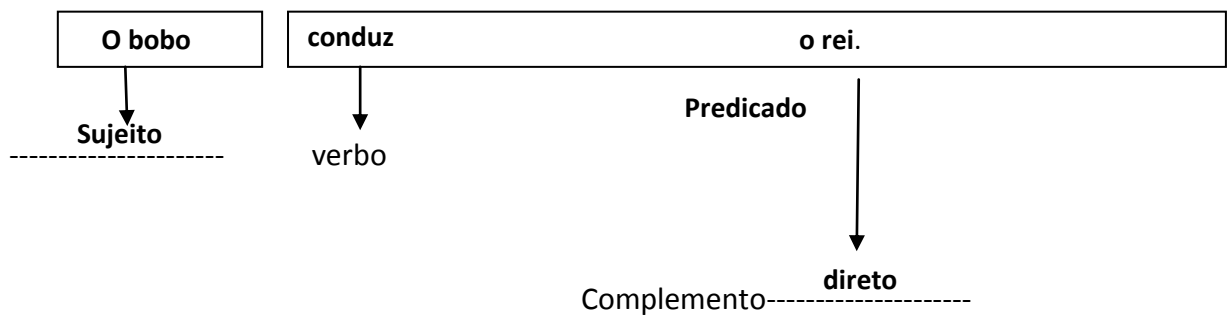 O bobo conduz o rei.
Predicado
Sujeito
---------------------- verbo
direto
Complemento---------------------